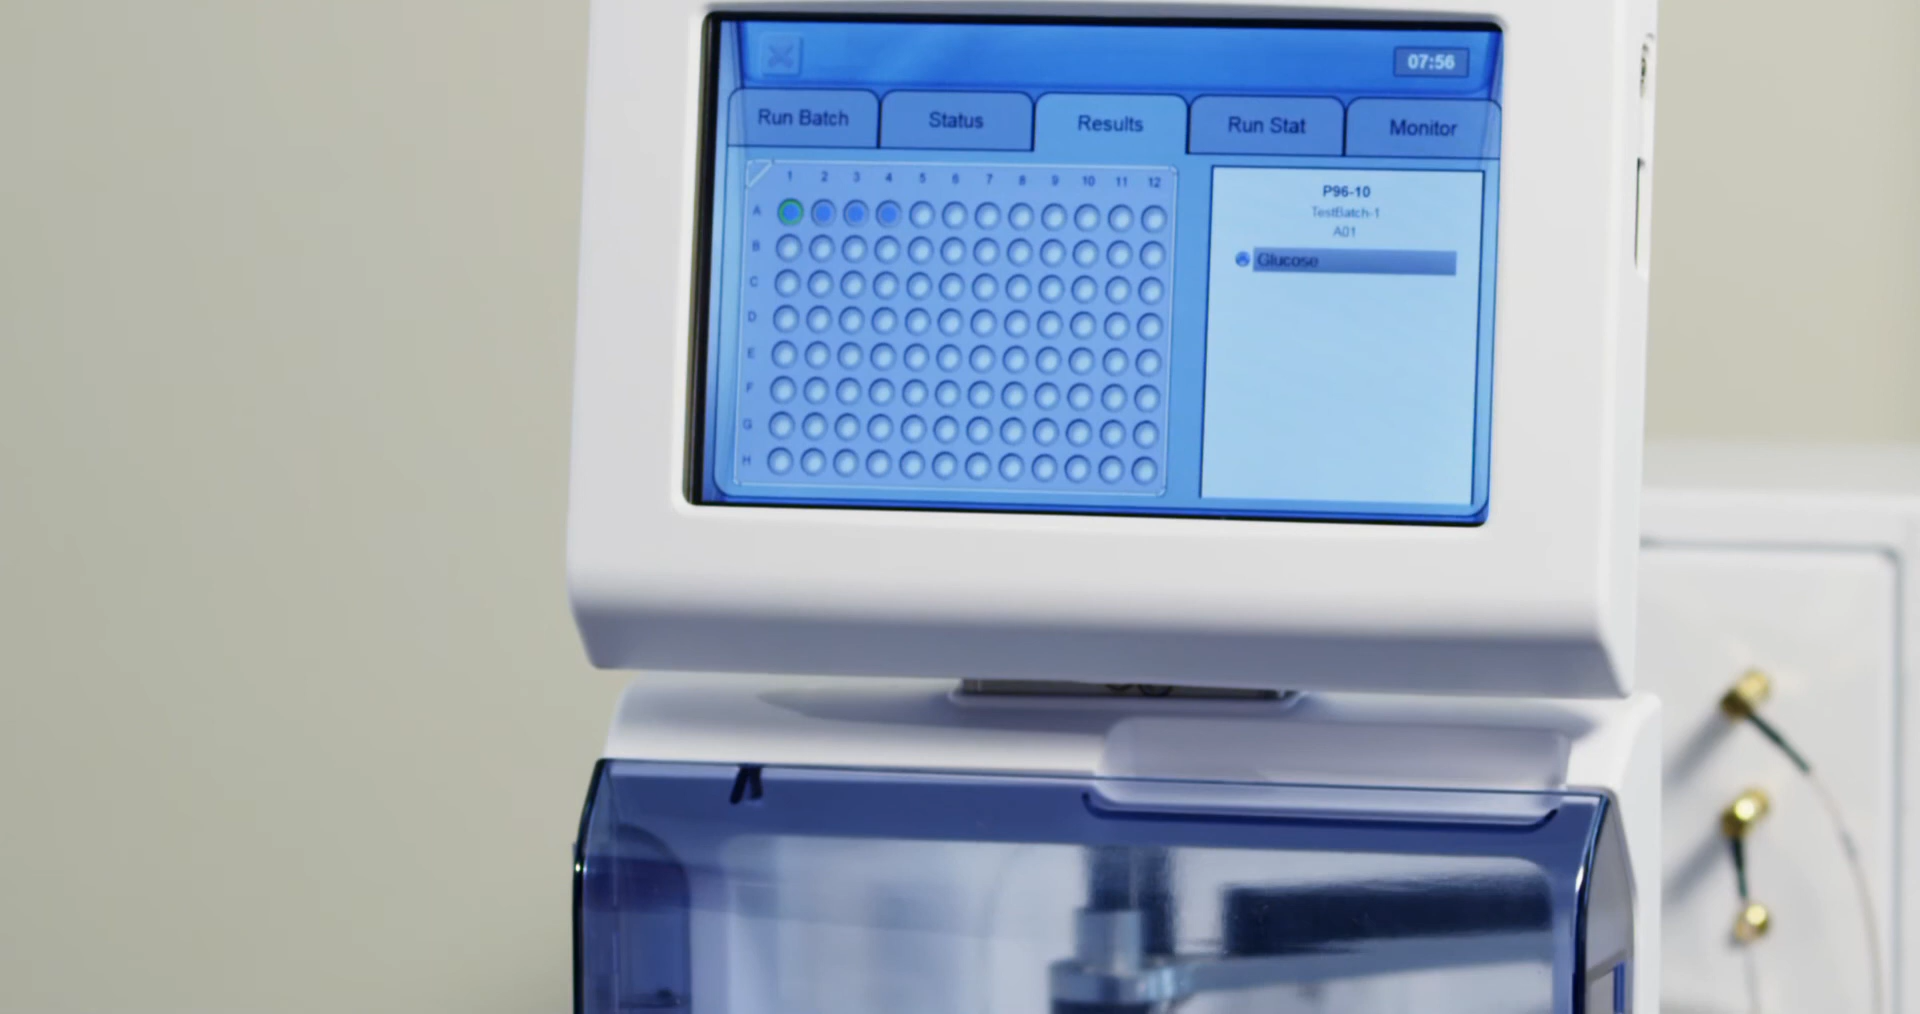 07:56
Run Batch Status Results Run Stat Monitor
1 2 3 4 5 6 7 8 9 10 11 12
A
B
C
D
E
F
G
H
P96-10
TestBatch-1
A01
Glucose